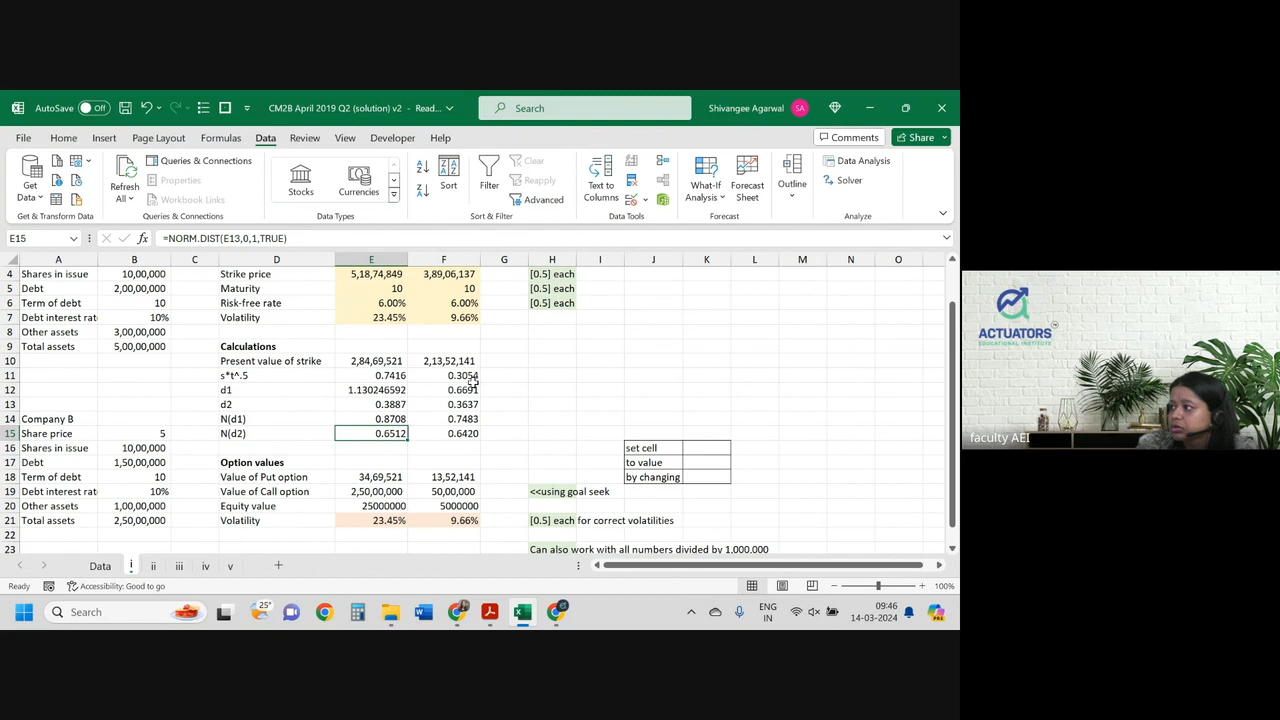 AutoSave Off CM2B April 2019 Q2 (solution) v2 - Read... Search Shivangee Agarwal SA
File Home Insert Page Layout Formulas Data Review View Developer Help Comments Share
Get Data Refresh All Queries & Connections Properties Workbook Links Stocks Currencies Sort Filter Clear Reapply Advanced Text to Columns What-If Analysis Forecast Sheet Outline Data Analysis Solver
Get & Transform Data Queries & Connections Data Types Sort & Filter Data Tools Forecast Analyze
E15 fx =NORM.DIST(E13,0,1,TRUE)
A B C D E F G H I J K L M N O
4 Shares in issue 10,00,000 Strike price 5,18,74,849 3,89,06,137 [0.5] each
5 Debt 2,00,00,000 Maturity 10 10 [0.5] each
6 Term of debt 10 Risk-free rate 6.00% 6.00% [0.5] each
7 Debt interest rat 10% Volatility 23.45% 9.66%
8 Other assets 3,00,00,000
9 Total assets 5,00,00,000 Calculations
10 Present value of strike 2,84,69,521 2,13,52,141
11 s*t^.5 0.7416 0.3054
12 d1 1.130246592 0.6691
13 d2 0.3887 0.3637
14 Company B N(d1) 0.8708 0.7483
15 Share price 5 N(d2) 0.6512 0.6420
16 Shares in issue 10,00,000 set cell
17 Debt 1,50,00,000 Option values to value
18 Term of debt 10 Value of Put option 34,69,521 13,52,141 by changing
19 Debt interest rat 10% Value of Call option 2,50,00,000 50,00,000 <<using goal seek
20 Other assets 1,00,00,000 Equity value 25000000 5000000
21 Total assets 2,50,00,000 Volatility 23.45% 9.66% [0.5] each for correct volatilities
22
23 Can also work with all numbers divided by 1,000,000
Data i ii iii iv v +
Ready Accessibility: Good to go 100%
25° Search ENG IN 09:46 14-03-2024
ACTUATORS
EDUCATIONAL INSTITUTE
faculty AEI